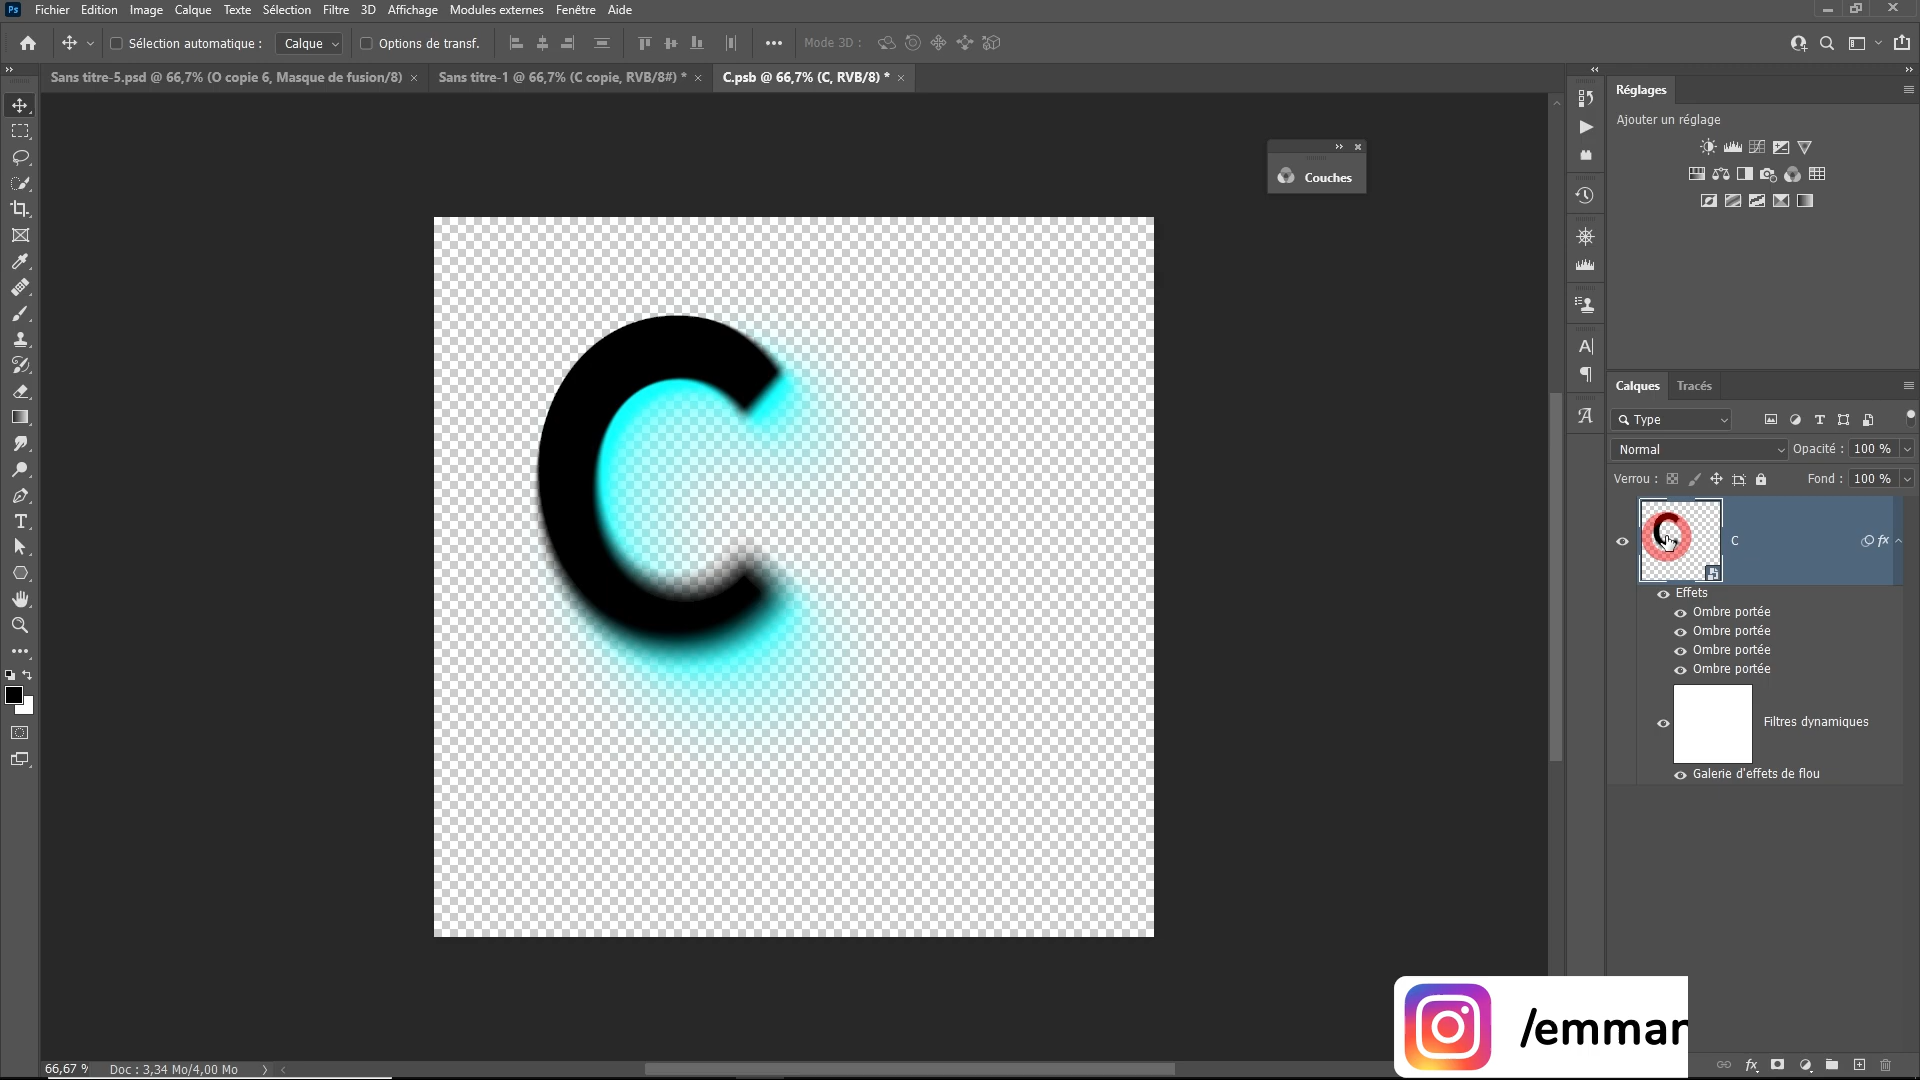 Ps Fichier Edition Image Calque Texte Sélection Filtre 3D Affichage Modules externes Fenêtre Aide
Sélection automatique : Calque Options de transf. Mode 3D :
Sans titre-5.psd @ 66,7% (O copie 6, Masque de fusion/8) Sans titre-1 @ 66,7% (C copie, RVB/8#) * C.psb @ 66,7% (C, RVB/8) *
Réglages
Ajouter un réglage
Couches
Calques Tracés
Type
Normal Opacité : 100 %
Verrou : Fond : 100 %
C
C fx
Effets
Ombre portée
Ombre portée
Ombre portée
Ombre portée
Filtres dynamiques
Galerie d'effets de flou
/emmar
66,67 % Doc : 3,34 Mo/4,00 Mo
fx